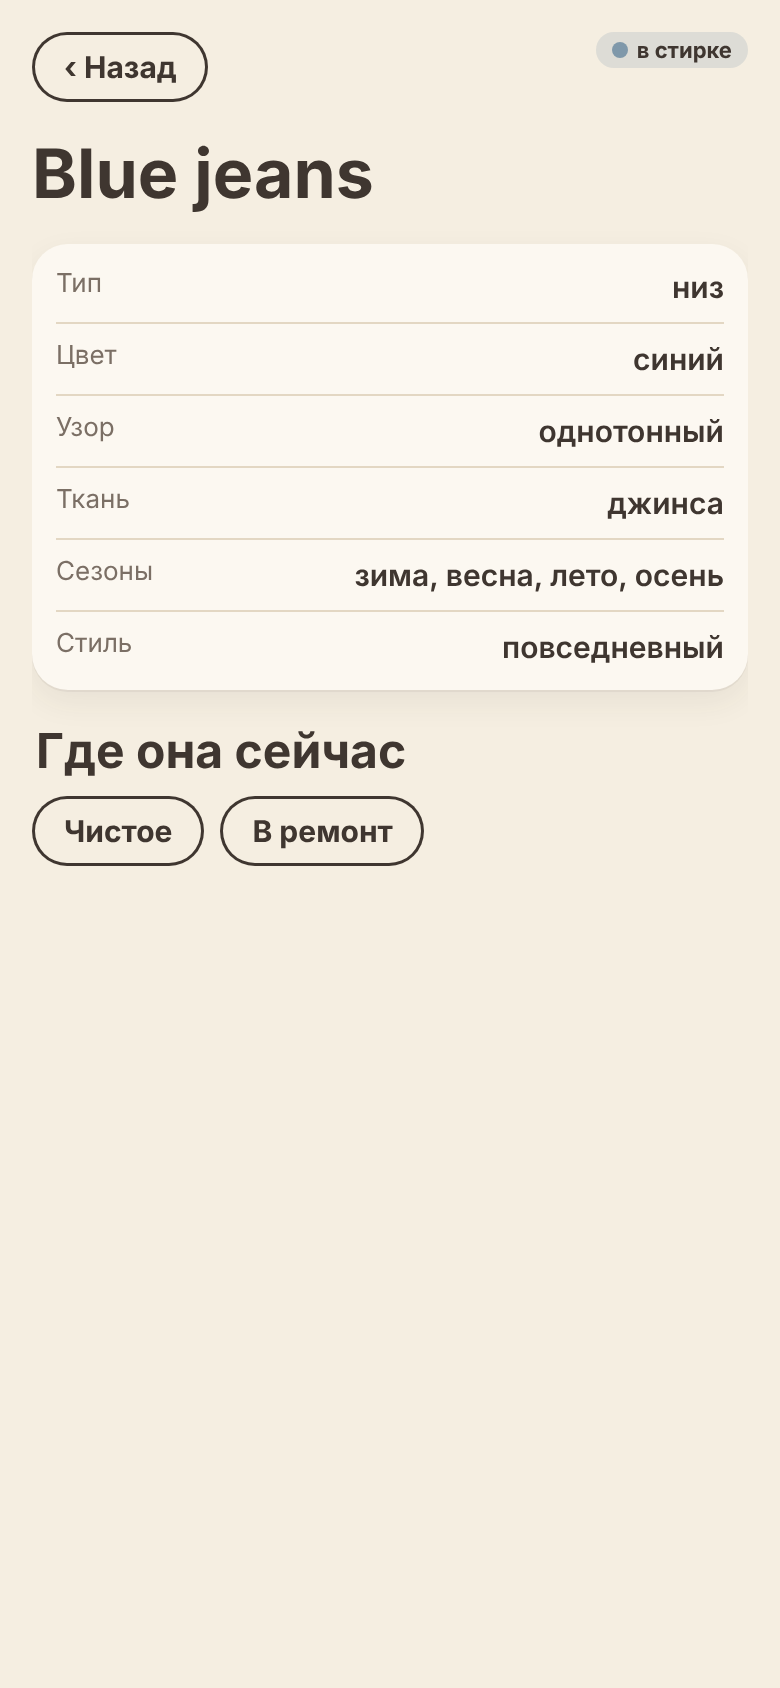 ‹ Назад
в стирке
Blue jeans
Тип низ
Цвет синий
Узор однотонный
Ткань джинса
Сезоны зима, весна, лето, осень
Стиль повседневный
Где она сейчас
Чистое В ремонт